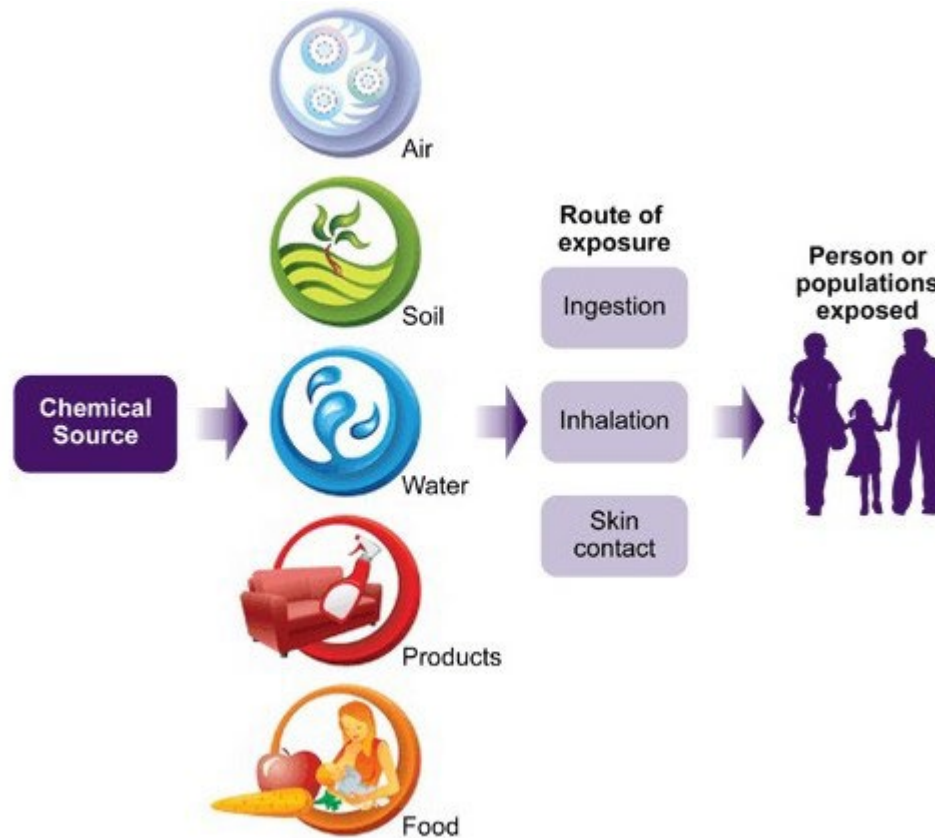 Air
Soil
Chemical
Source
Water
Products
Food
Route of
exposure
Ingestion
Inhalation
Skin
contact
Person or
populations
exposed